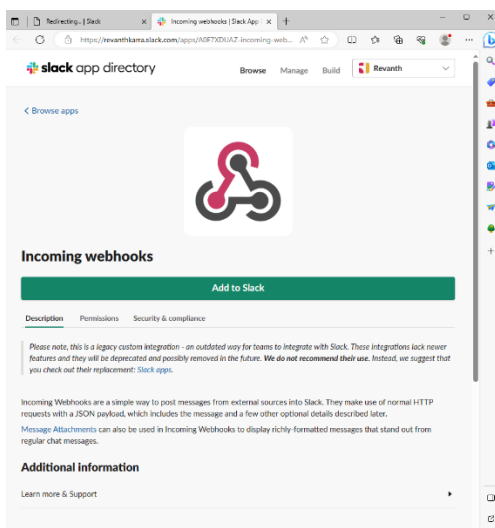 Redirecting... | Slack
Incoming webhooks | Slack App
https://revanthkarra.slack.com/apps/A0F7XDUAZ-incoming-web...
slack app directory
Browse Manage Build Revanth
< Browse apps
Incoming webhooks
Add to Slack
Description Permissions Security & compliance
Please note, this is a legacy custom integration - an outdated way for teams to integrate with Slack. These integrations lack newer
features and they will be deprecated and possibly removed in the future. We do not recommend their use. Instead, we suggest that
you check out their replacement: Slack apps.
Incoming Webhooks are a simple way to post messages from external sources into Slack. They make use of normal HTTP
requests with a JSON payload, which includes the message and a few other optional details described later.
Message Attachments can also be used in Incoming Webhooks to display richly-formatted messages that stand out from
regular chat messages.
Additional information
Learn more & Support